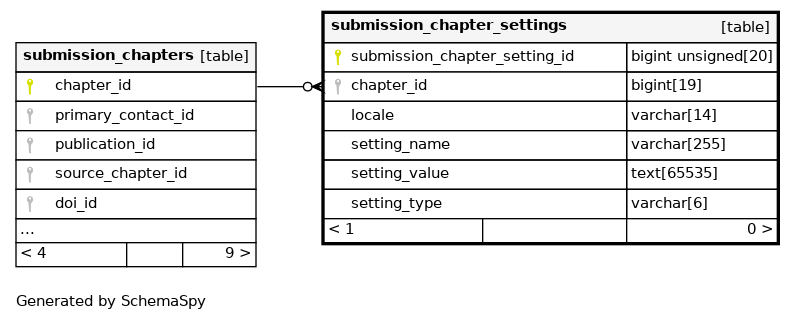 submission_chapters [table]
chapter_id
primary_contact_id
publication_id
source_chapter_id
doi_id
...
< 4 9 >
submission_chapter_settings [table]
submission_chapter_setting_id bigint unsigned[20]
chapter_id bigint[19]
locale varchar[14]
setting_name varchar[255]
setting_value text[65535]
setting_type varchar[6]
< 1 0 >
Generated by SchemaSpy